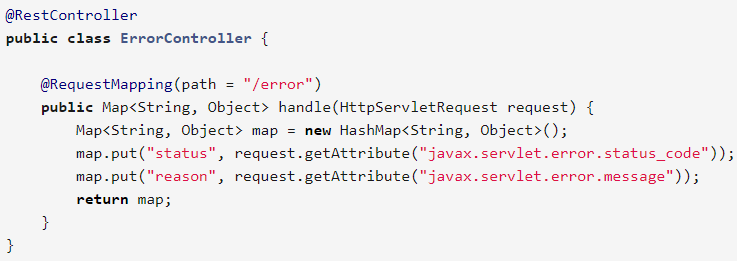 @RestController
public class ErrorController {
@RequestMapping(path = "/error")
public Map<String, Object> handle(HttpServletRequest request) {
Map<String, Object> map = new HashMap<String, Object>();
map.put("status", request.getAttribute("javax.servlet.error.status_code"));
map.put("reason", request.getAttribute("javax.servlet.error.message"));
return map;
}
}